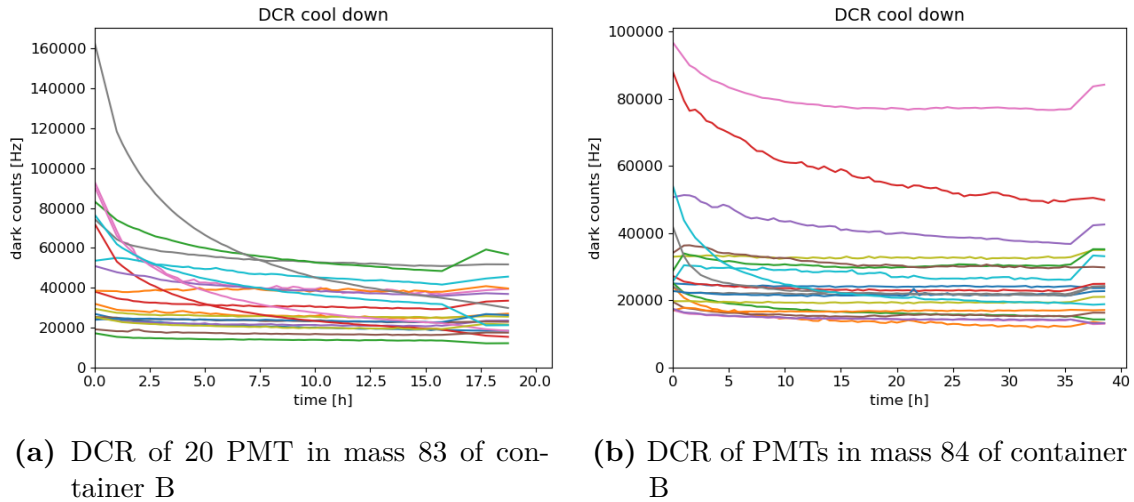 DCR cool down
160000
140000
120000
100000
80000
60000
40000
20000
0
dark counts [Hz]
0.0 2.5 5.0 7.5 10.0 12.5 15.0 17.5 20.0
time [h]
DCR cool down
100000
80000
60000
40000
20000
0
dark counts [Hz]
0 5 10 15 20 25 30 35 40
time [h]
(a) DCR of 20 PMT in mass 83 of con-
tainer B
(b) DCR of PMTs in mass 84 of container
B